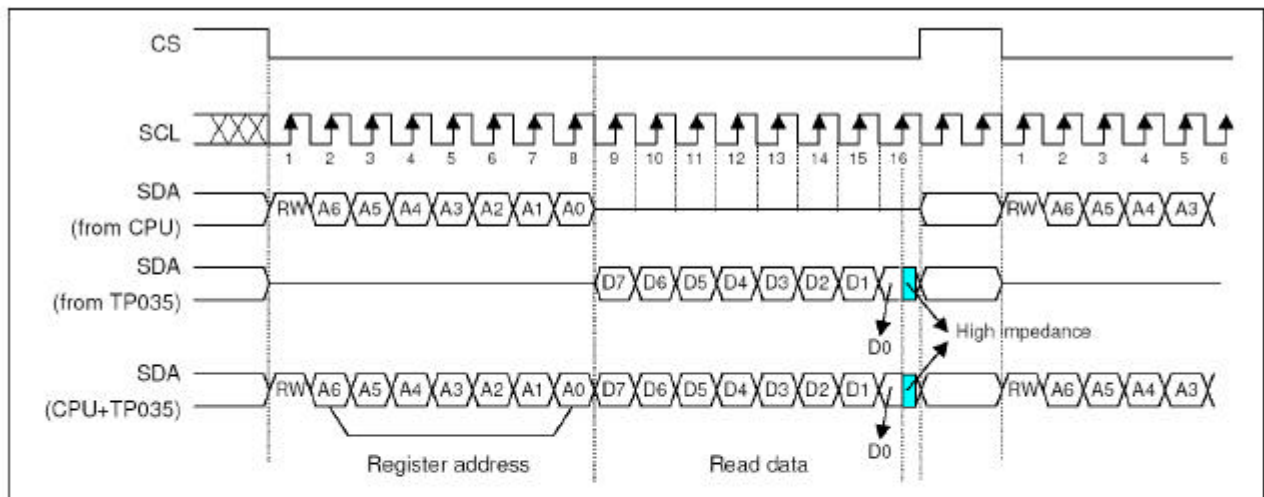 CS
SCL
1 2 3 4 5 6 7 8 9 10 11 12 13 14 15 16 1 2 3 4 5 6
SDA
(from CPU)
RW A6 A5 A4 A3 A2 A1 A0 RW A6 A5 A4 A3
SDA
(from TP035)
D7 D6 D5 D4 D3 D2 D1
D0
High impedance
SDA
(CPU+TP035)
RW A6 A5 A4 A3 A2 A1 A0 D7 D6 D5 D4 D3 D2 D1 RW A6 A5 A4 A3
D0
Register address
Read data